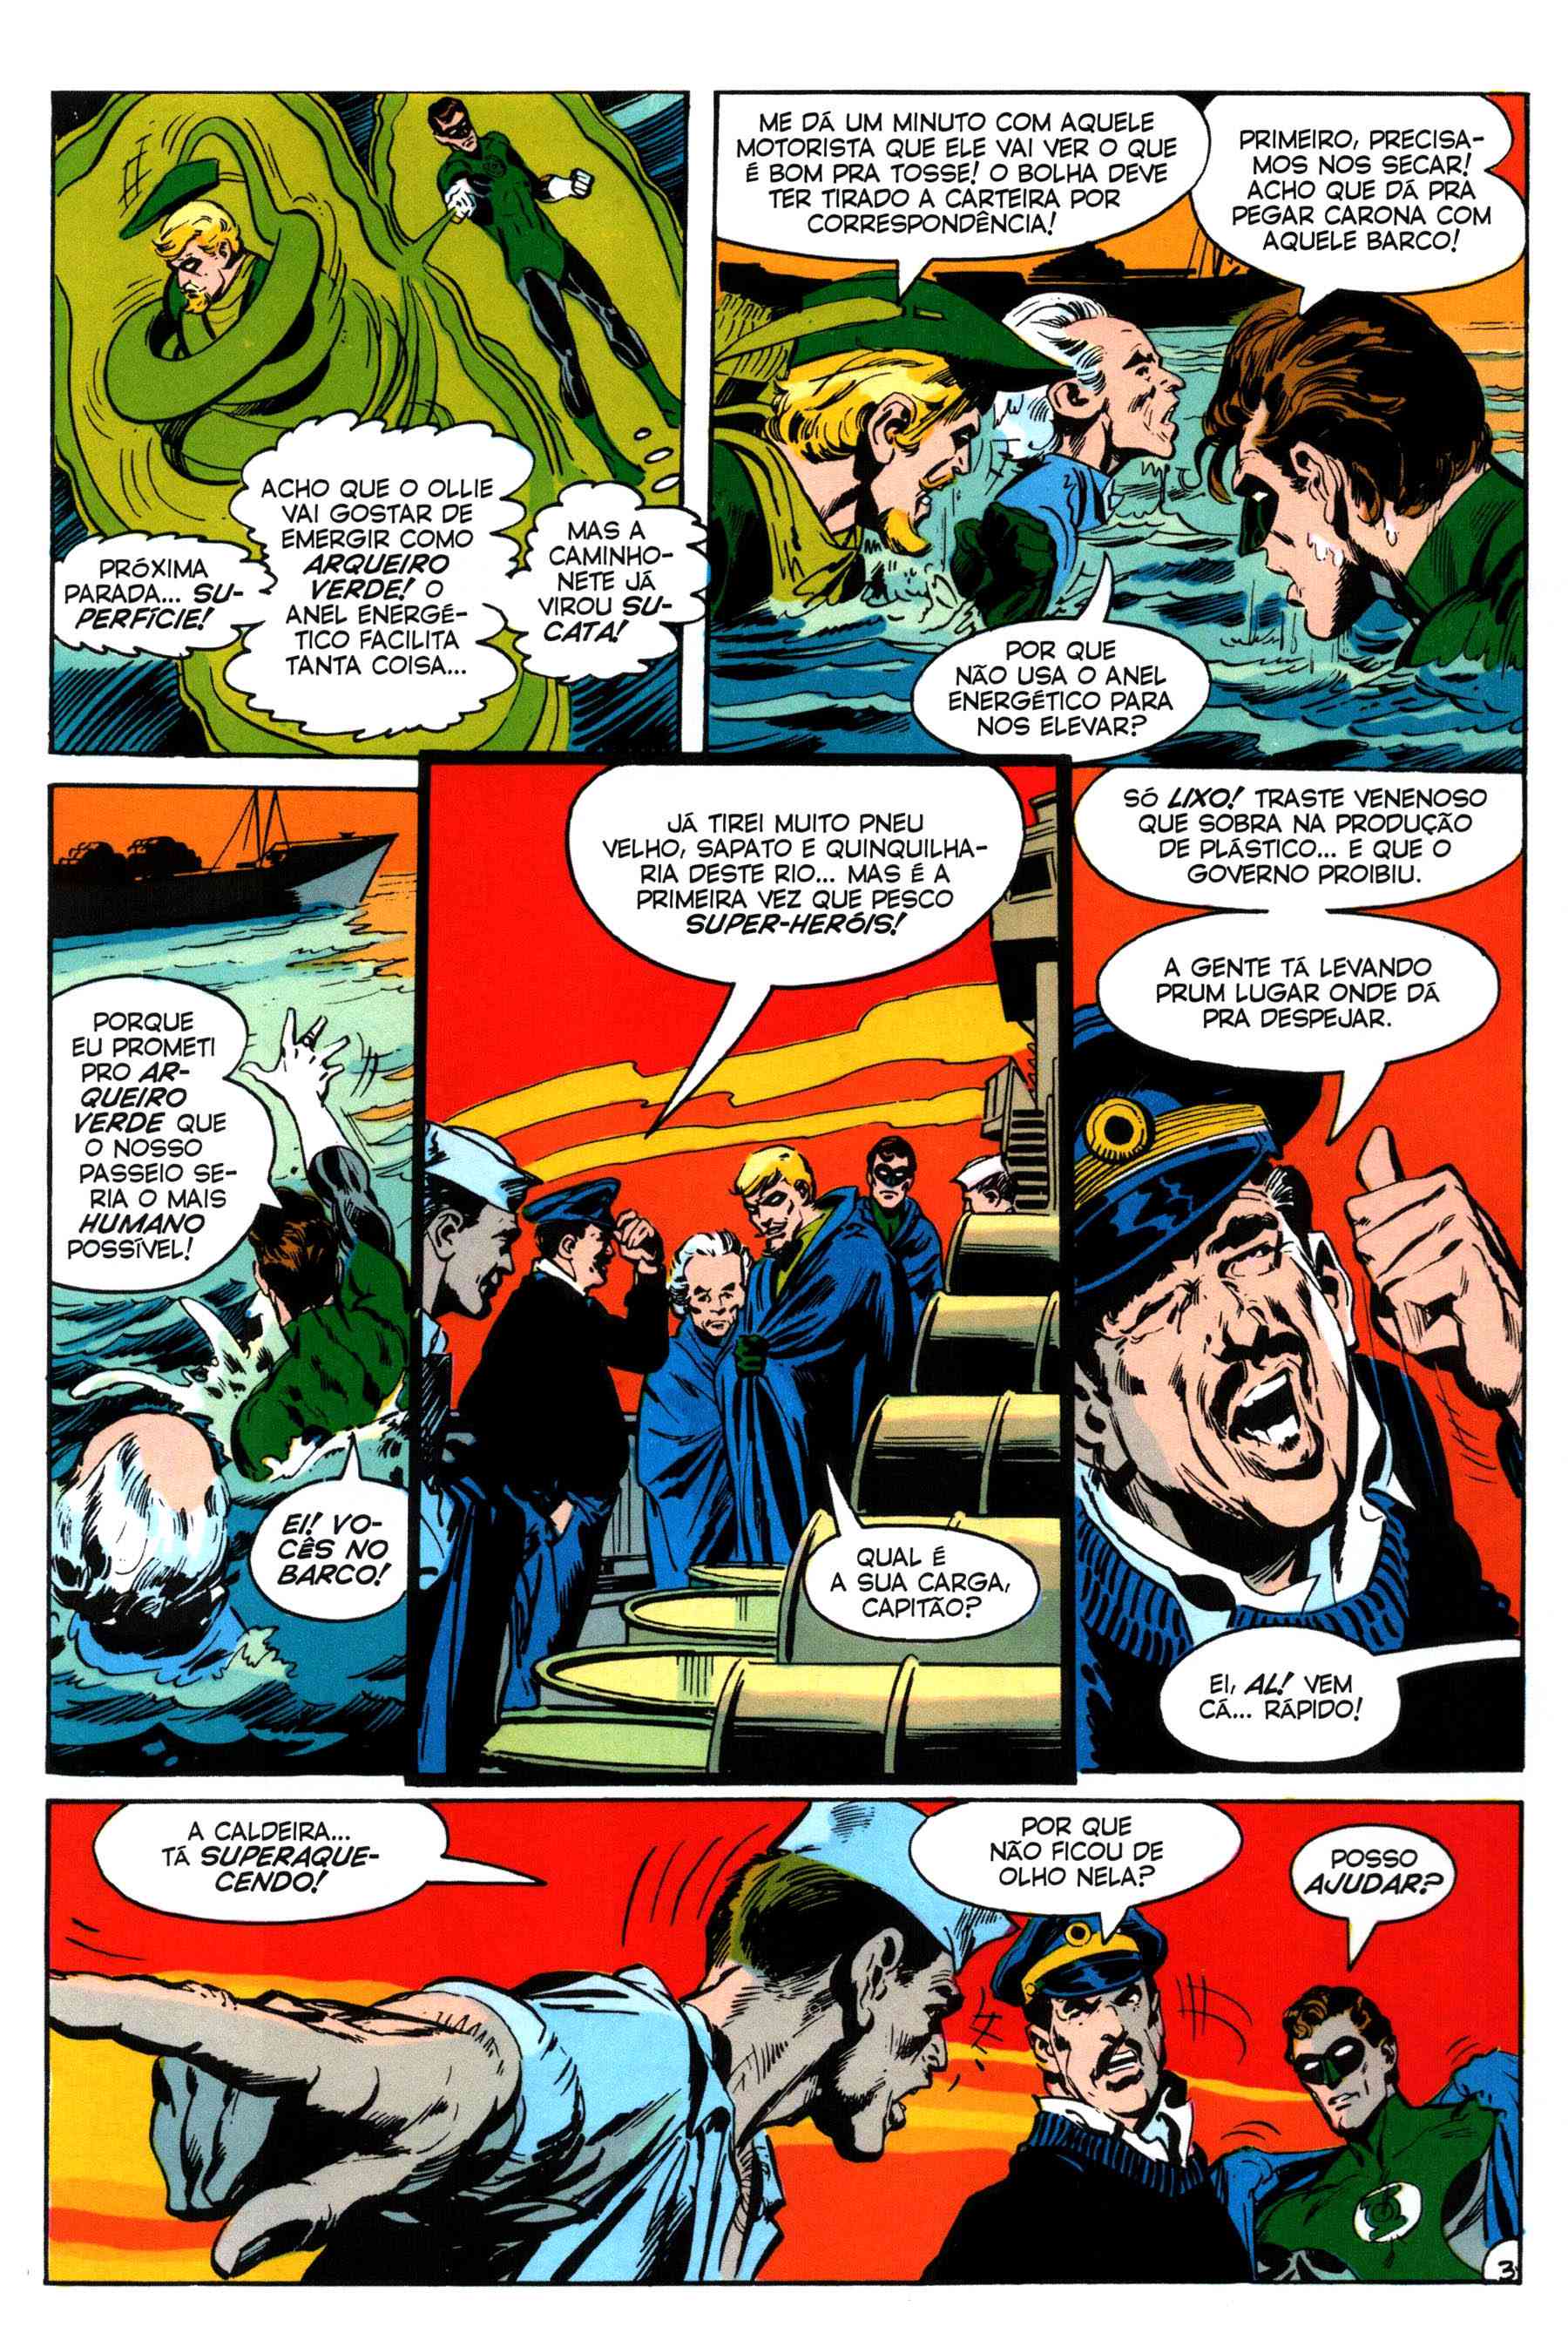 PRÓXIMA
PARADA... SU-
PERFÍCIE!
ACHO QUE O OLLIE
VAI GOSTAR DE
EMERGIR COMO
ARQUEIRO
VERDE! O
ANEL ENERGÉ-
TICO FACILITA
TANTA COISA...
MAS A
CAMINHO-
NETE JÁ
VIROU SU-
CATA!
ME DÁ UM MINUTO COM AQUELE
MOTORISTA QUE ELE VAI VER O QUE
É BOM PRA TOSSE! O BOLHA DEVE
TER TIRADO A CARTEIRA POR
CORRESPONDÊNCIA!
PRIMEIRO, PRECISA-
MOS NOS SECAR!
ACHO QUE DÁ PRA
PEGAR CARONA COM
AQUELE BARCO!
POR QUE
NÃO USA O ANEL
ENERGÉTICO PARA
NOS ELEVAR?
PORQUE
EU PROMETI
PRO AR-
QUEIRO
VERDE QUE
O NOSSO
PASSEIO SE-
RIA O MAIS
HUMANO
POSSÍVEL!
EI! VO-
CÊS NO
BARCO!
JÁ TIREI MUITO PNEU
VELHO, SAPATO E QUINQUILHA-
RIA DESTE RIO... MAS É A
PRIMEIRA VEZ QUE PESCO
SUPER-HERÓIS!
QUAL É
A SUA CARGA,
CAPITÃO?
SÓ LIXO! TRASTE VENENOSO
QUE SOBRA NA PRODUÇÃO
DE PLÁSTICO... E QUE O
GOVERNO PROIBIU.
A GENTE TÁ LEVANDO
PRUM LUGAR ONDE DÁ
PRA DESPEJAR.
EI, AL! VEM
CÁ... RÁPIDO!
A CALDEIRA...
TÁ SUPERAQUE-
CENDO!
POR QUE
NÃO FICOU DE
OLHO NELA?
POSSO
AJUDAR?
3